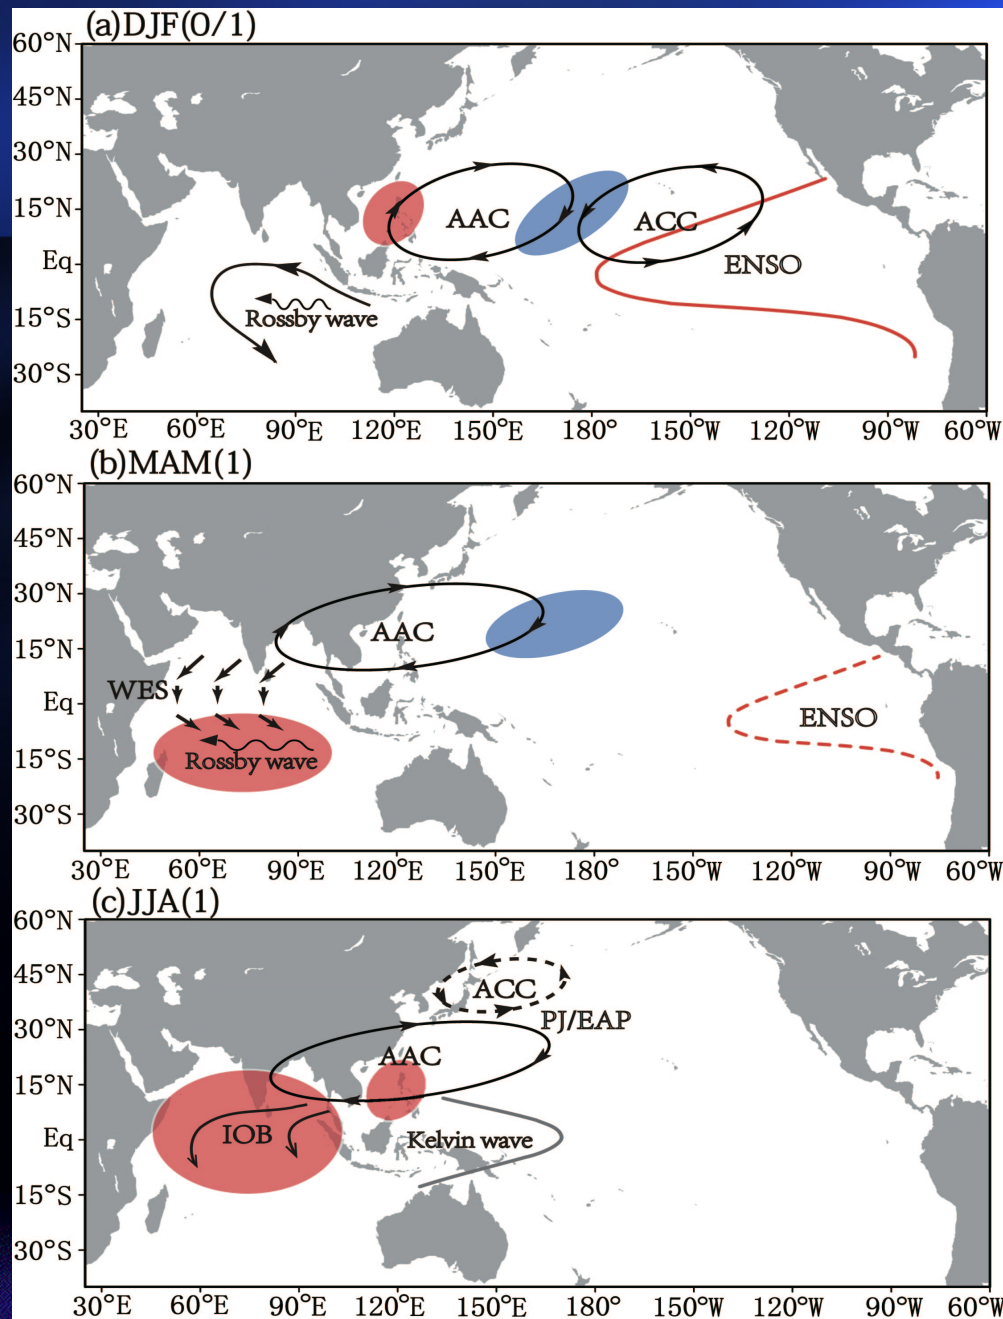 (a)DJF(0/1)
60°N
45°N
30°N
15°N
Eq
15°S
30°S
AAC
ACC
ENSO
Rossby wave
30°E 60°E 90°E 120°E 150°E 180° 150°W 120°W 90°W 60°W
(b)MAM(1)
60°N
45°N
30°N
15°N
Eq
15°S
30°S
AAC
WES
ENSO
Rossby wave
30°E 60°E 90°E 120°E 150°E 180° 150°W 120°W 90°W 60°W
(c)JJA(1)
60°N
45°N
30°N
15°N
Eq
15°S
30°S
ACC
PJ/EAP
AAC
IOB
Kelvin wave
30°E 60°E 90°E 120°E 150°E 180° 150°W 120°W 90°W 60°W